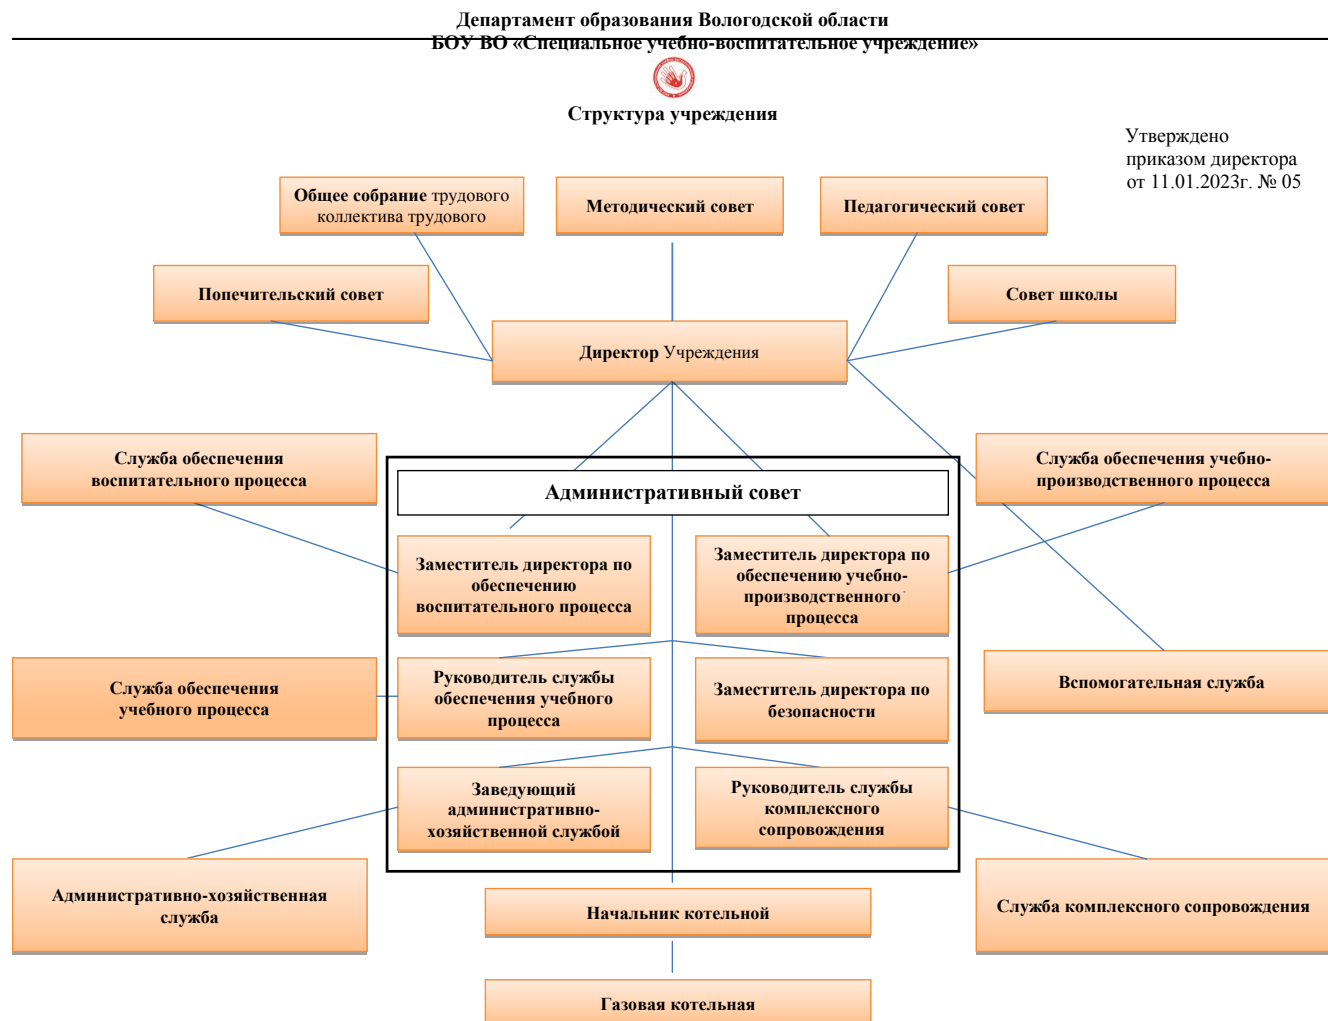 Департамент образования Вологодской области
БОУ ВО «Специальное учебно-воспитательное учреждение»
Структура учреждения
Утверждено
приказом директора
от 11.01.2023г. № 05
Общее собрание трудового
коллектива трудового
Методический совет
Педагогический совет
Попечительский совет
Совет школы
Директор Учреждения
Служба обеспечения
воспитательного процесса
Служба обеспечения учебно-
производственного процесса
Административный совет
Заместитель директора по
обеспечению
воспитательного процесса
Заместитель директора по
обеспечению учебно-
производственного
процесса
Служба обеспечения
учебного процесса
Руководитель службы
обеспечения учебного
процесса
Заместитель директора по
безопасности
Вспомогательная служба
Заведующий
административно-
хозяйственной службой
Руководитель службы
комплексного
сопровождения
Административно-хозяйственная
служба
Начальник котельной
Служба комплексного сопровождения
Газовая котельная